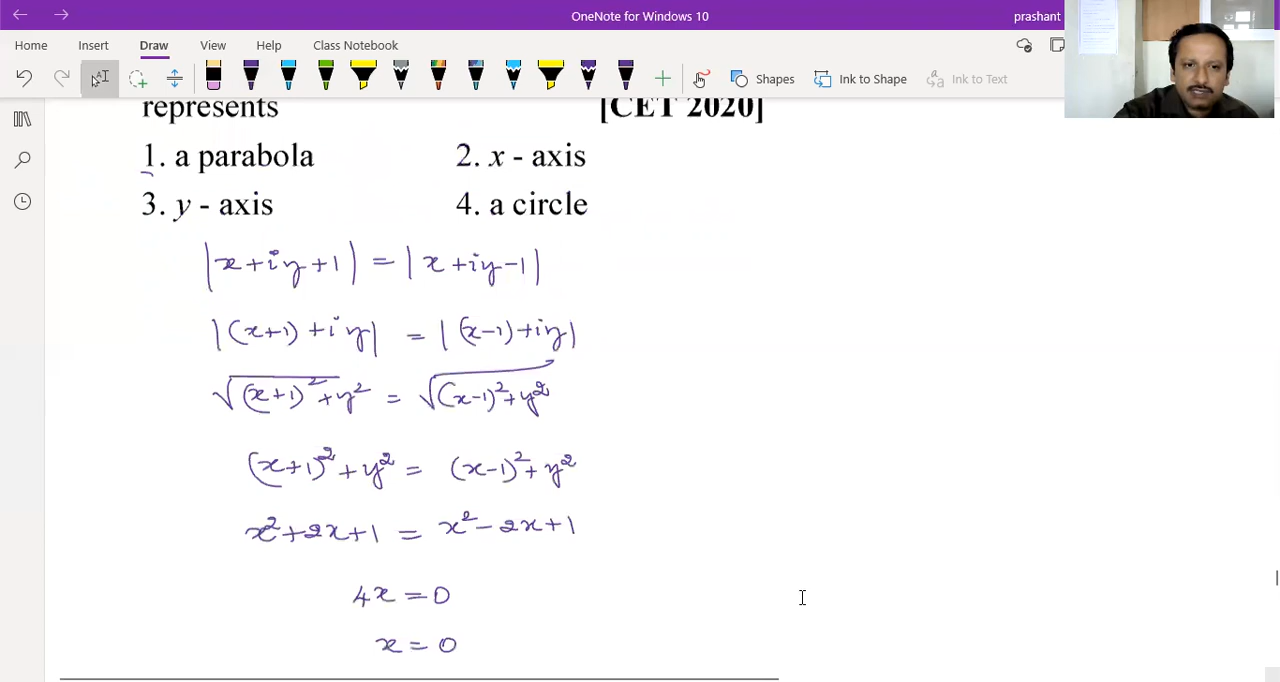 OneNote for Windows 10
prashant
Home Insert Draw View Help Class Notebook
Shapes Ink to Shape Ink to Text
represents [CET 2020]
1. a parabola 2. x - axis
3. y - axis 4. a circle
|x+iy+1| = |x+iy-1|
|(x+1)+iy| = |(x-1)+iy|
√(x+1)²+y² = √(x-1)²+y²
(x+1)²+y² = (x-1)²+y²
x²+2x+1 = x²-2x+1
4x=0
x=0